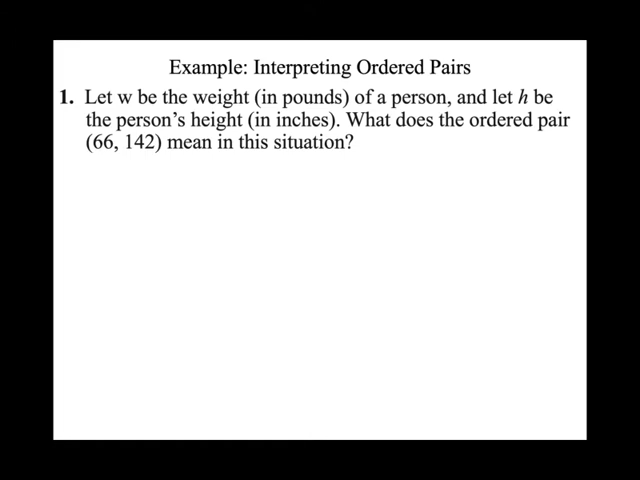 Example: Interpreting Ordered Pairs
1. Let w be the weight (in pounds) of a person, and let h be
the person’s height (in inches). What does the ordered pair
(66, 142) mean in this situation?